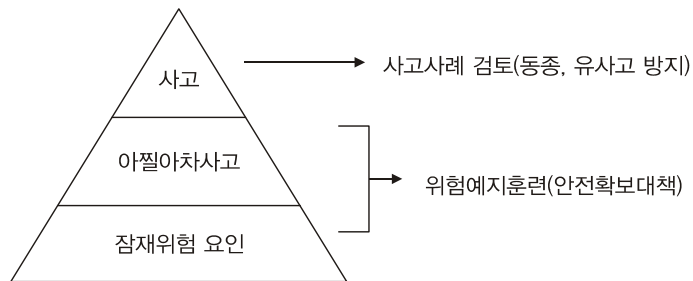 사고
사고사례 검토(동종, 유사고 방지)
아찔아차사고
위험예지훈련(안전확보대책)
잠재위험 요인